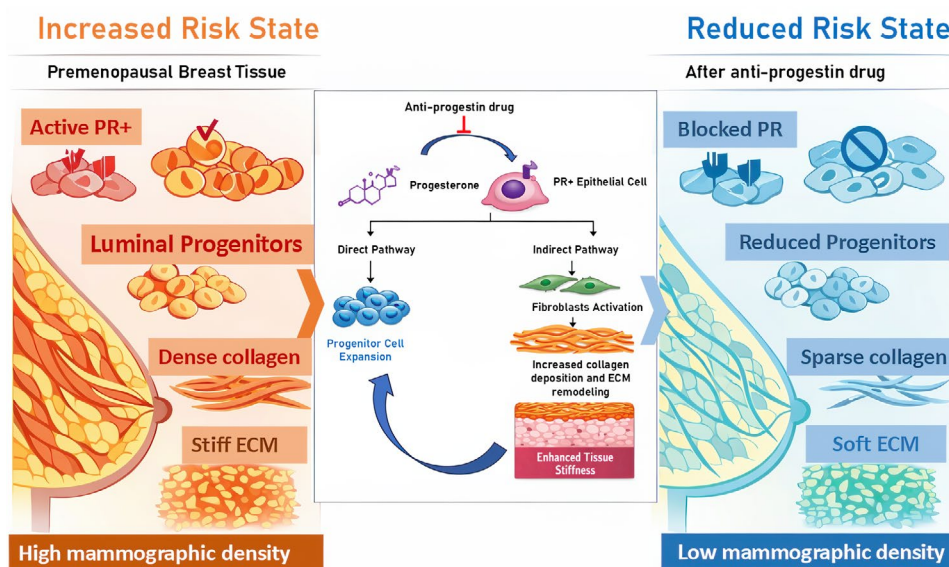 Increased Risk State
Premenopausal Breast Tissue
Active PR+
Luminal Progenitors
Dense collagen
Stiff ECM
High mammographic density
Anti-progestin drug
Progesterone
PR+ Epithelial Cell
Direct Pathway
Indirect Pathway
Progenitor Cell
Expansion
Fibroblasts Activation
Increased collagen
deposition and ECM
remodeling
Enhanced Tissue
Stiffness
Reduced Risk State
After anti-progestin drug
Blocked PR
Reduced Progenitors
Sparse collagen
Soft ECM
Low mammographic density